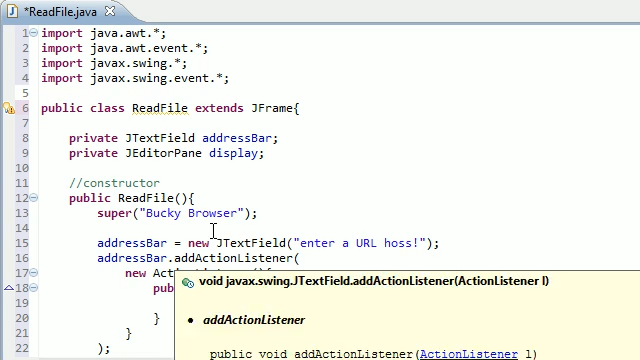 *ReadFile.java
1 import java.awt.*;
2 import java.awt.event.*;
3 import javax.swing.*;
4 import javax.swing.event.*;
5
6 public class ReadFile extends JFrame{
7
8 private JTextField addressBar;
9 private JEditorPane display;
10
11 //constructor
12 public ReadFile(){
13 super("Bucky Browser");
14
15 addressBar = new JTextField("enter a URL hoss!");
16 addressBar.addActionListener(
17 new Act
18 pub
19
20 }
21 }
22 );
void javax.swing.JTextField.addActionListener(ActionListener l)
• addActionListener
public void addActionListener(ActionListener l)